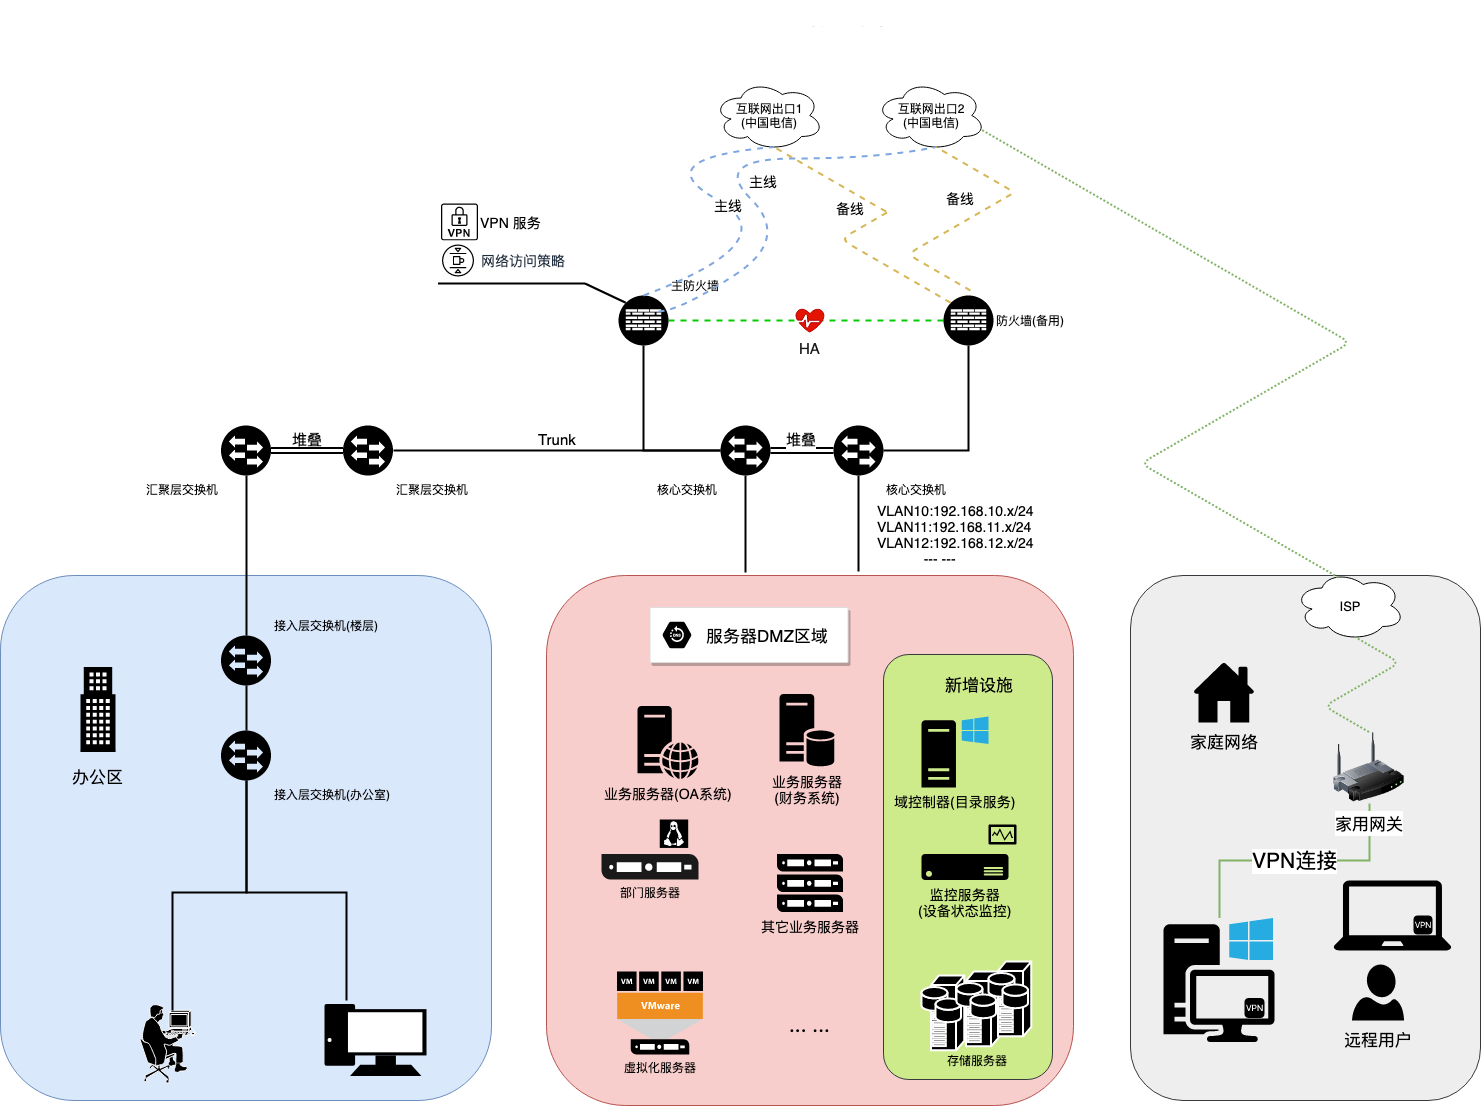 互联网出口1
(中国电信)
互联网出口2
(中国电信)
主线
主线
备线
备线
VPN
VPN 服务
网络访问策略
主防火墙
防火墙(备用)
HA
堆叠
Trunk
堆叠
汇聚层交换机
汇聚层交换机
核心交换机
核心交换机
VLAN10:192.168.10.x/24
VLAN11:192.168.11.x/24
VLAN12:192.168.12.x/24
--- ---
接入层交换机(楼层)
办公区
接入层交换机(办公室)
DNS
服务器DMZ区域
新增设施
业务服务器(OA系统)
业务服务器
(财务系统)
域控制器(目录服务)
部门服务器
其它业务服务器
监控服务器
(设备状态监控)
VM VM VM VM
VMware
虚拟化服务器
... ...
存储服务器
ISP
家庭网络
家用网关
VPN连接
VPN
VPN
远程用户